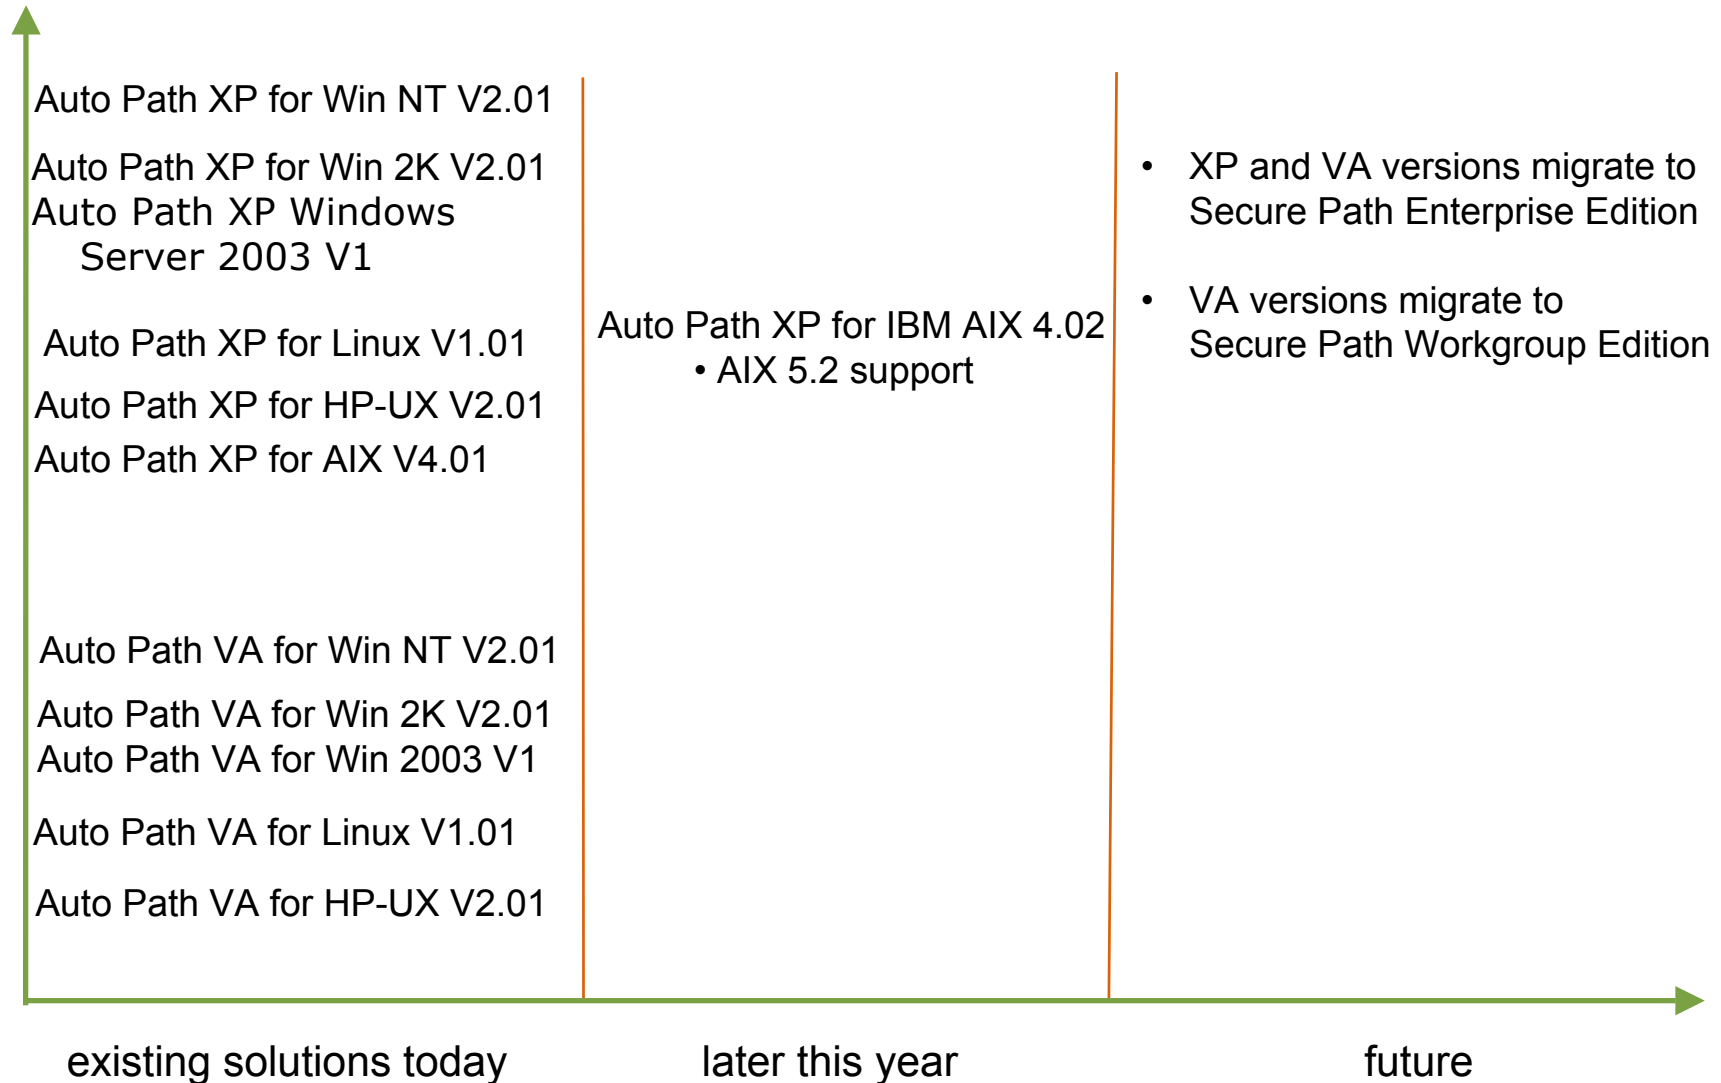 Auto Path XP for Win NT V2.01
Auto Path XP for Win 2K V2.01
Auto Path XP Windows
Server 2003 V1
Auto Path XP for Linux V1.01
Auto Path XP for HP-UX V2.01
Auto Path XP for AIX V4.01
Auto Path VA for Win NT V2.01
Auto Path VA for Win 2K V2.01
Auto Path VA for Win 2003 V1
Auto Path VA for Linux V1.01
Auto Path VA for HP-UX V2.01
existing solutions today
Auto Path XP for IBM AIX 4.02
• AIX 5.2 support
later this year
• XP and VA versions migrate to
Secure Path Enterprise Edition
• VA versions migrate to
Secure Path Workgroup Edition
future